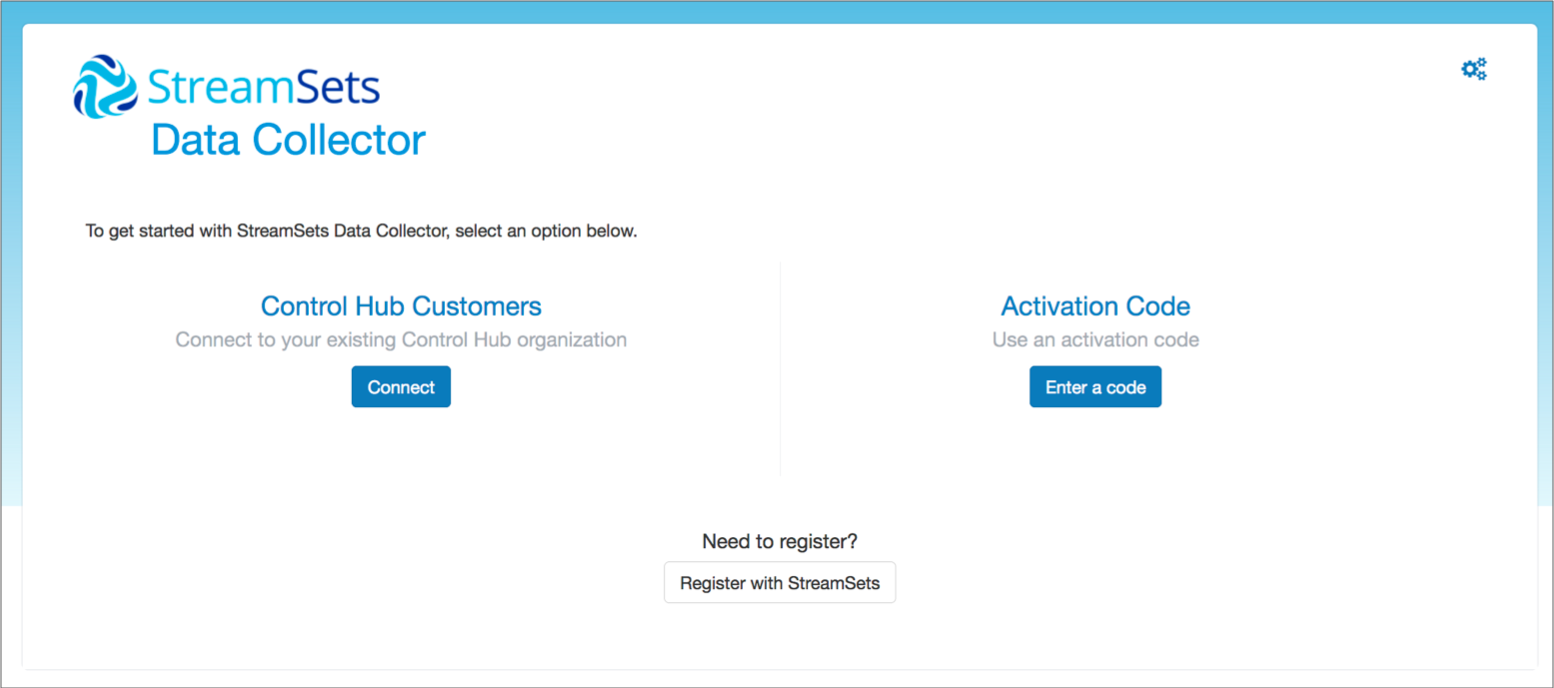 StreamSets
Data Collector
To get started with StreamSets Data Collector, select an option below.
Control Hub Customers
Connect to your existing Control Hub organization
Connect
Activation Code
Use an activation code
Enter a code
Need to register?
Register with StreamSets